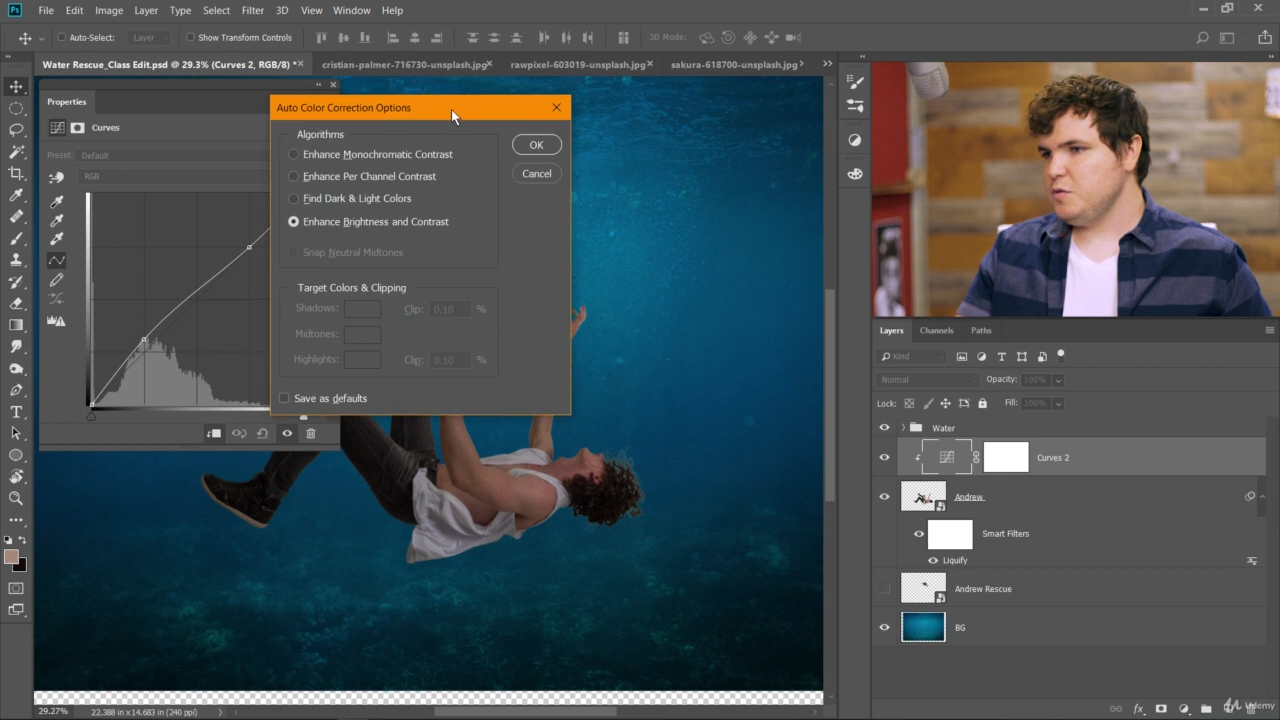 Ps File Edit Image Layer Type Select Filter 3D View Window Help
Auto-Select: Layer Show Transform Controls 3D Mode:
Water Rescue_Class Edit.psd @ 29.3% (Curves 2, RGB/8) * cristian-palmer-716730-unsplash.jpg rawpixel-603019-unsplash.jpg sakura-618700-unsplash.jpg
Properties
Curves
Preset: Default
RGB
Auto Color Correction Options
Algorithms
Enhance Monochromatic Contrast
Enhance Per Channel Contrast
Find Dark & Light Colors
Enhance Brightness and Contrast
Snap Neutral Midtones
OK
Cancel
Target Colors & Clipping
Shadows: Clip: 0.10 %
Midtones:
Highlights: Clip: 0.10 %
Save as defaults
Layers Channels Paths
Kind
Normal Opacity: 100%
Lock: Fill: 100%
Water
Curves 2
Andrew
Smart Filters
Liquify
Andrew Rescue
BG
29.27% 22.388 in x 14.683 in (240 ppi)
Udemy